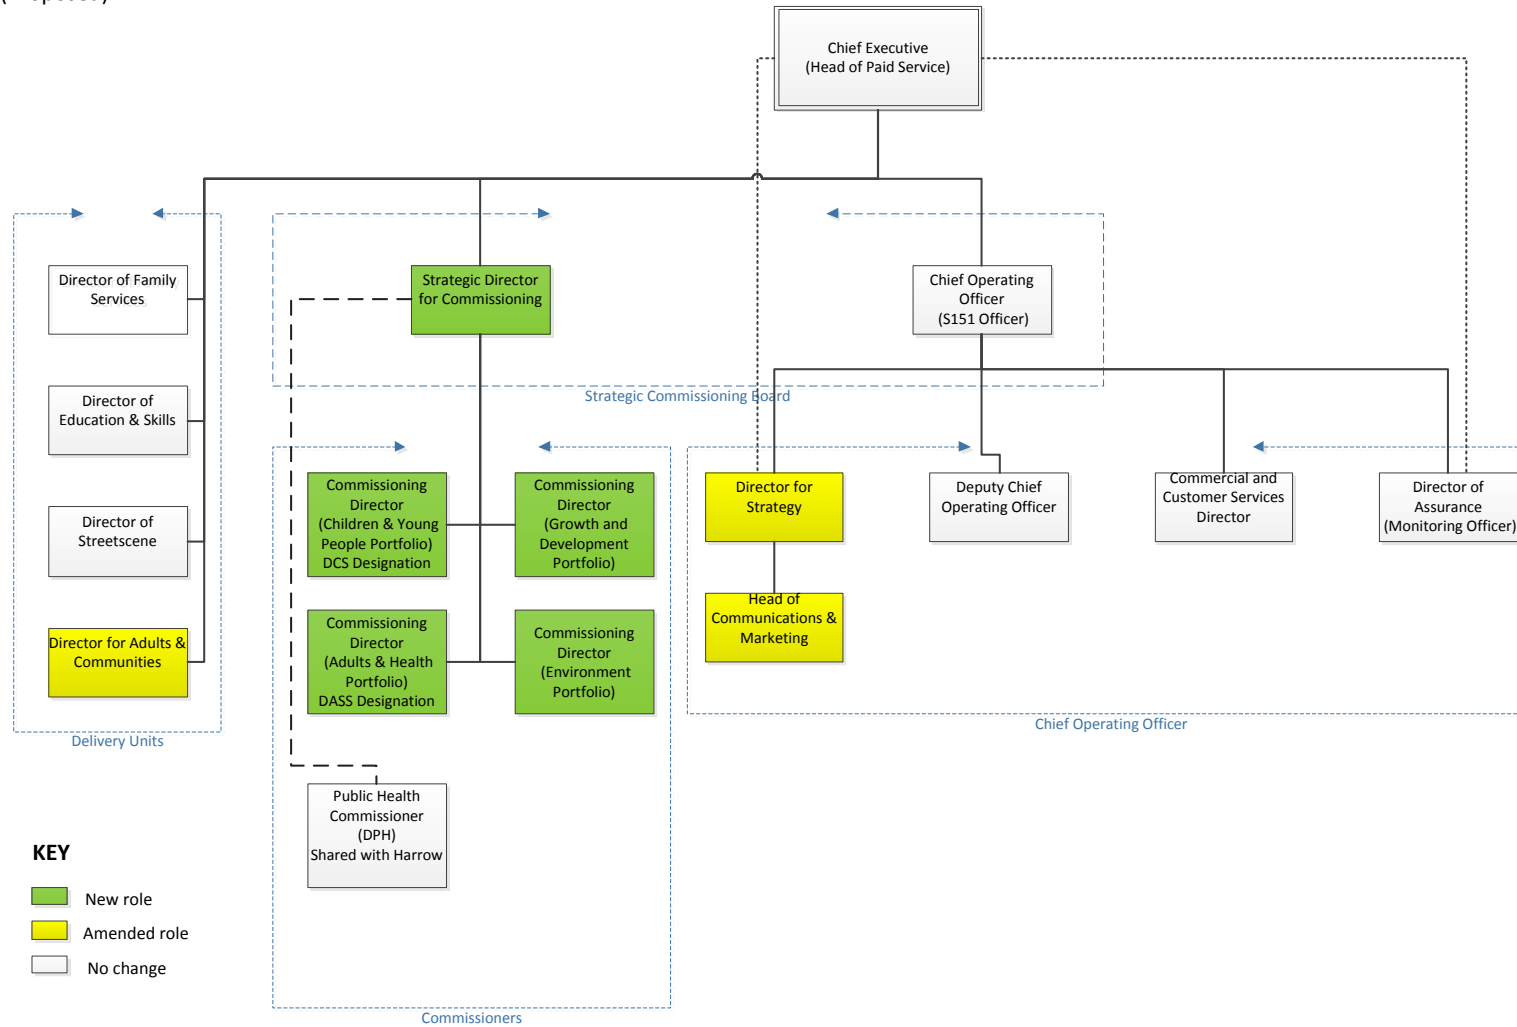 Chief Executive
(Head of Paid Service)
Director of Family
Services
Strategic Director
for Commissioning
Chief Operating
Officer
(S151 Officer)
Strategic Commissioning Board
Director of
Education & Skills
Director of
Streetscene
Director for Adults &
Communities
Delivery Units
Commissioning
Director
(Children & Young
People Portfolio)
DCS Designation
Commissioning
Director
(Growth and
Development
Portfolio)
Commissioning
Director
(Adults & Health
Portfolio)
DASS Designation
Commissioning
Director
(Environment
Portfolio)
Public Health
Commissioner
(DPH)
Shared with Harrow
Commissioners
Director for
Strategy
Deputy Chief
Operating Officer
Commercial and
Customer Services
Director
Director of
Assurance
(Monitoring Officer)
Head of
Communications &
Marketing
Chief Operating Officer
KEY
New role
Amended role
No change